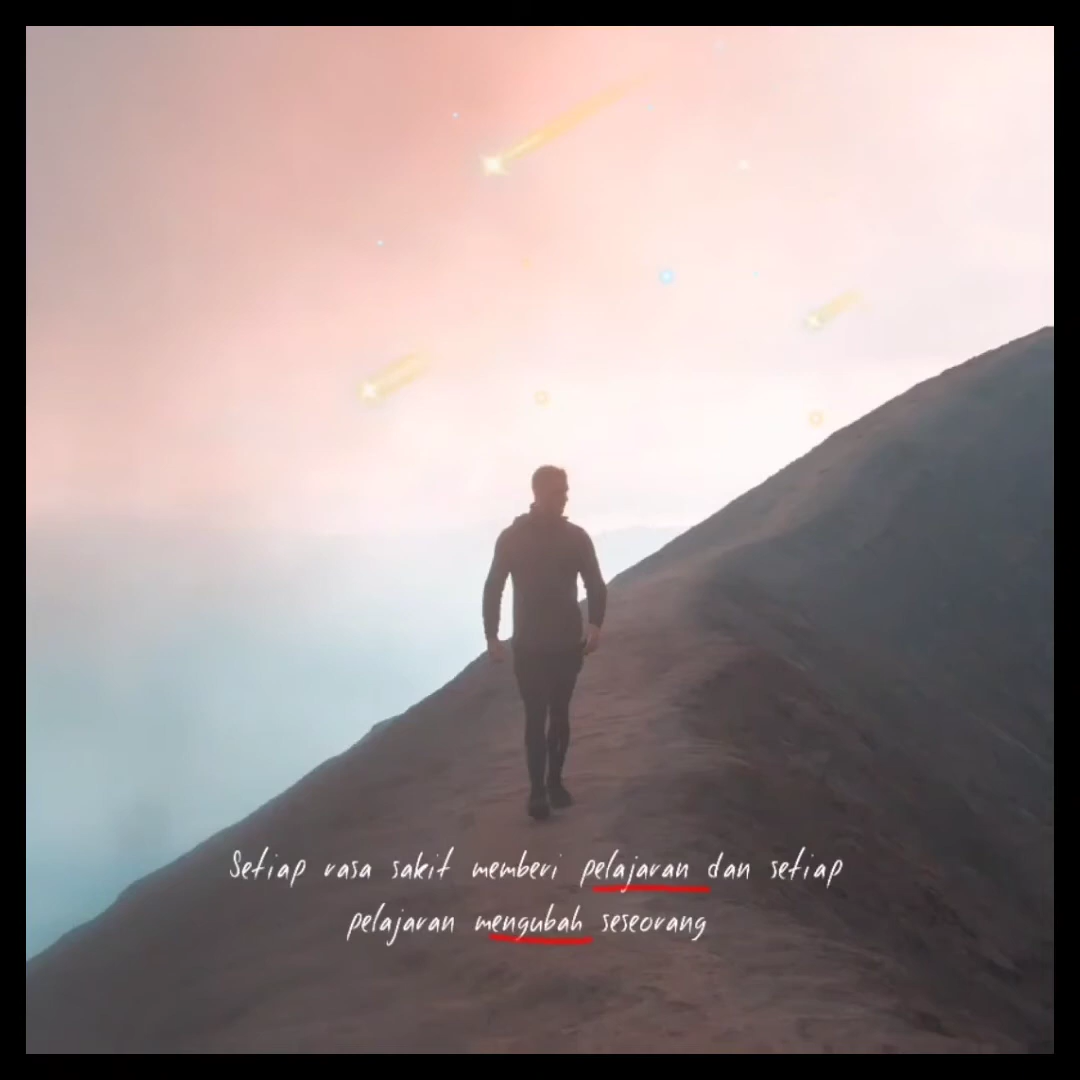 Setiap rasa sakit memberi pelajaran dan setiap
pelajaran mengubah seseorang